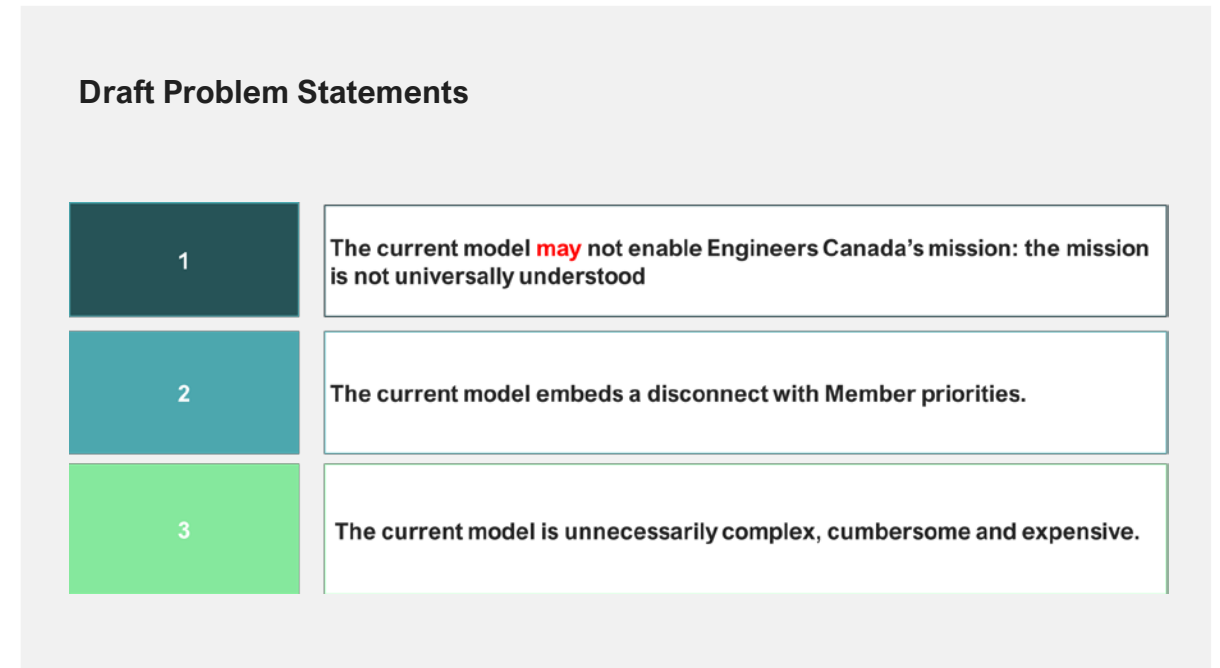 Draft Problem Statements
1
The current model may not enable Engineers Canada’s mission: the mission
is not universally understood
2
The current model embeds a disconnect with Member priorities.
3
The current model is unnecessarily complex, cumbersome and expensive.